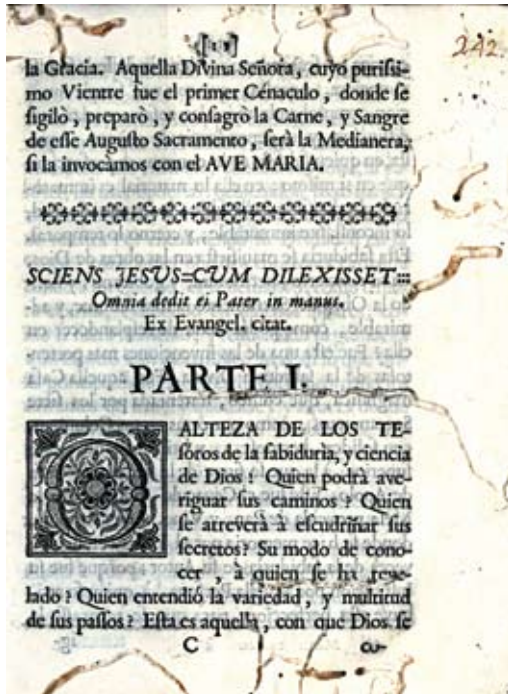 242.
la Gracia. Aquella Divina Señora, cuyo purissi-
mo Vientre fue el primer Cénaculo, donde se
sigilò, preparò, y consagrò la Carne, y Sangre
de esse Augusto Sacramento, serà la Medianera,
si la invocàmos con el AVE MARIA.
SCIENS JESUS=CUM DILEXISSET:::
Omnia dedit ei Pater in manus.
Ex Evangel. citat.
PARTE I.
O ALTEZA DE LOS TE-
soros de la sabidurìa, y ciencia
de Dios! Quien podrà ave-
riguar sus caminos? Quien
se atreverà à escudriñar sus
secretos? Su modo de cono-
cer, à quien se ha reve-
lado? Quien entendiò la variedad, y multitud
de sus passos? Esta es aquella, con que Dios se
C